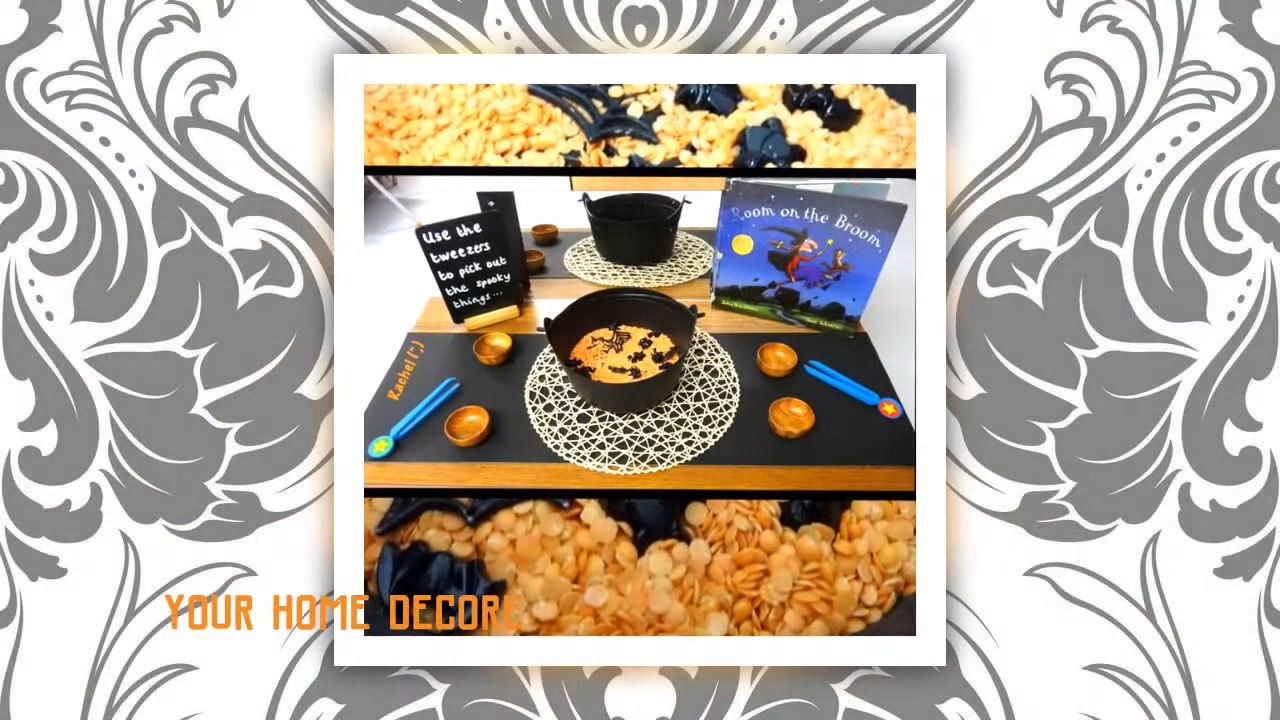 Use the
tweezers
to pick out
the spooky
things...
Room on the Broom
Rachel (",)
YOUR HOME DECORE